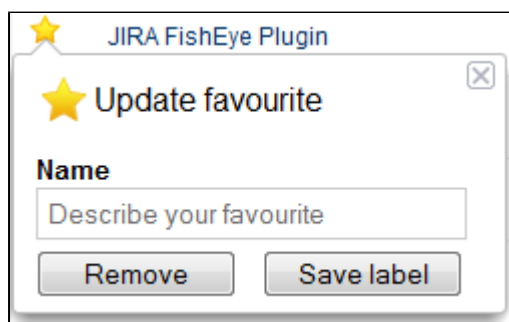 JIRA FishEye Plugin
Update favourite
Name
Describe your favourite
Remove Save label